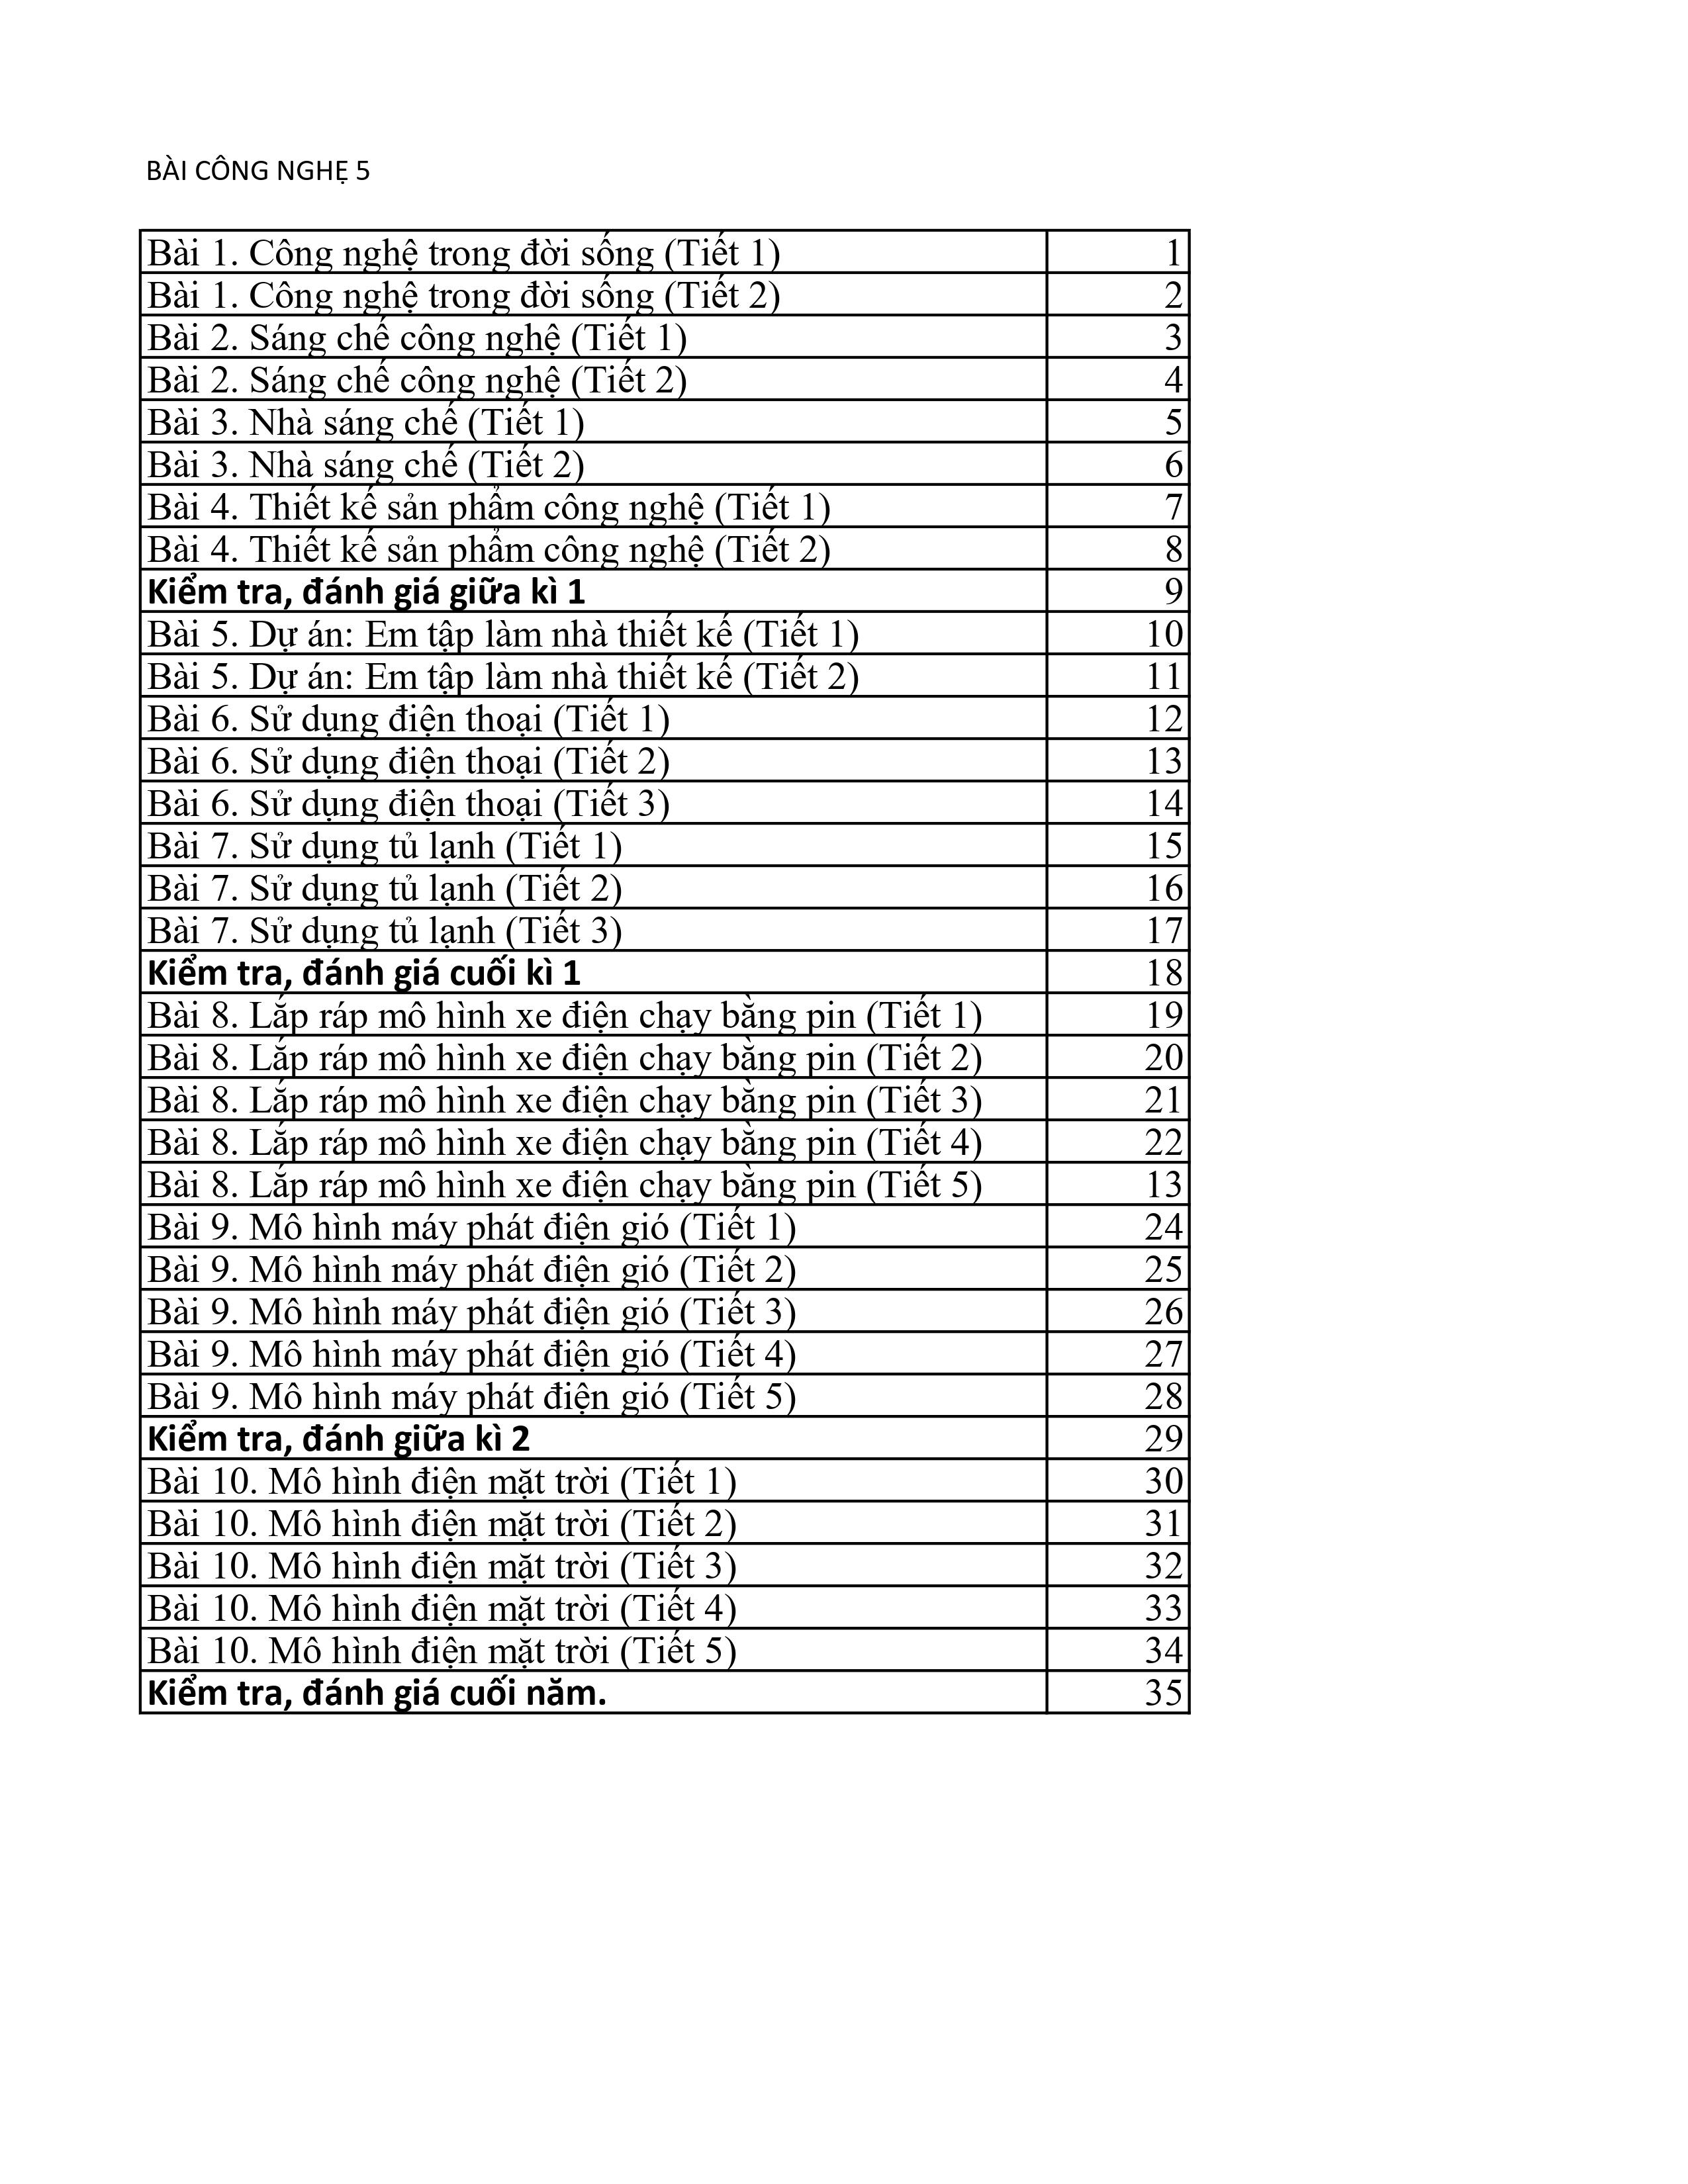 BÀI CÔNG NGHỆ 5
Bài 1. Công nghệ trong đời sống (Tiết 1) 1
Bài 1. Công nghệ trong đời sống (Tiết 2) 2
Bài 2. Sáng chế công nghệ (Tiết 1) 3
Bài 2. Sáng chế công nghệ (Tiết 2) 4
Bài 3. Nhà sáng chế (Tiết 1) 5
Bài 3. Nhà sáng chế (Tiết 2) 6
Bài 4. Thiết kế sản phẩm công nghệ (Tiết 1) 7
Bài 4. Thiết kế sản phẩm công nghệ (Tiết 2) 8
Kiểm tra, đánh giá giữa kì 1 9
Bài 5. Dự án: Em tập làm nhà thiết kế (Tiết 1) 10
Bài 5. Dự án: Em tập làm nhà thiết kế (Tiết 2) 11
Bài 6. Sử dụng điện thoại (Tiết 1) 12
Bài 6. Sử dụng điện thoại (Tiết 2) 13
Bài 6. Sử dụng điện thoại (Tiết 3) 14
Bài 7. Sử dụng tủ lạnh (Tiết 1) 15
Bài 7. Sử dụng tủ lạnh (Tiết 2) 16
Bài 7. Sử dụng tủ lạnh (Tiết 3) 17
Kiểm tra, đánh giá cuối kì 1 18
Bài 8. Lắp ráp mô hình xe điện chạy bằng pin (Tiết 1) 19
Bài 8. Lắp ráp mô hình xe điện chạy bằng pin (Tiết 2) 20
Bài 8. Lắp ráp mô hình xe điện chạy bằng pin (Tiết 3) 21
Bài 8. Lắp ráp mô hình xe điện chạy bằng pin (Tiết 4) 22
Bài 8. Lắp ráp mô hình xe điện chạy bằng pin (Tiết 5) 13
Bài 9. Mô hình máy phát điện gió (Tiết 1) 24
Bài 9. Mô hình máy phát điện gió (Tiết 2) 25
Bài 9. Mô hình máy phát điện gió (Tiết 3) 26
Bài 9. Mô hình máy phát điện gió (Tiết 4) 27
Bài 9. Mô hình máy phát điện gió (Tiết 5) 28
Kiểm tra, đánh giữa kì 2 29
Bài 10. Mô hình điện mặt trời (Tiết 1) 30
Bài 10. Mô hình điện mặt trời (Tiết 2) 31
Bài 10. Mô hình điện mặt trời (Tiết 3) 32
Bài 10. Mô hình điện mặt trời (Tiết 4) 33
Bài 10. Mô hình điện mặt trời (Tiết 5) 34
Kiểm tra, đánh giá cuối năm. 35